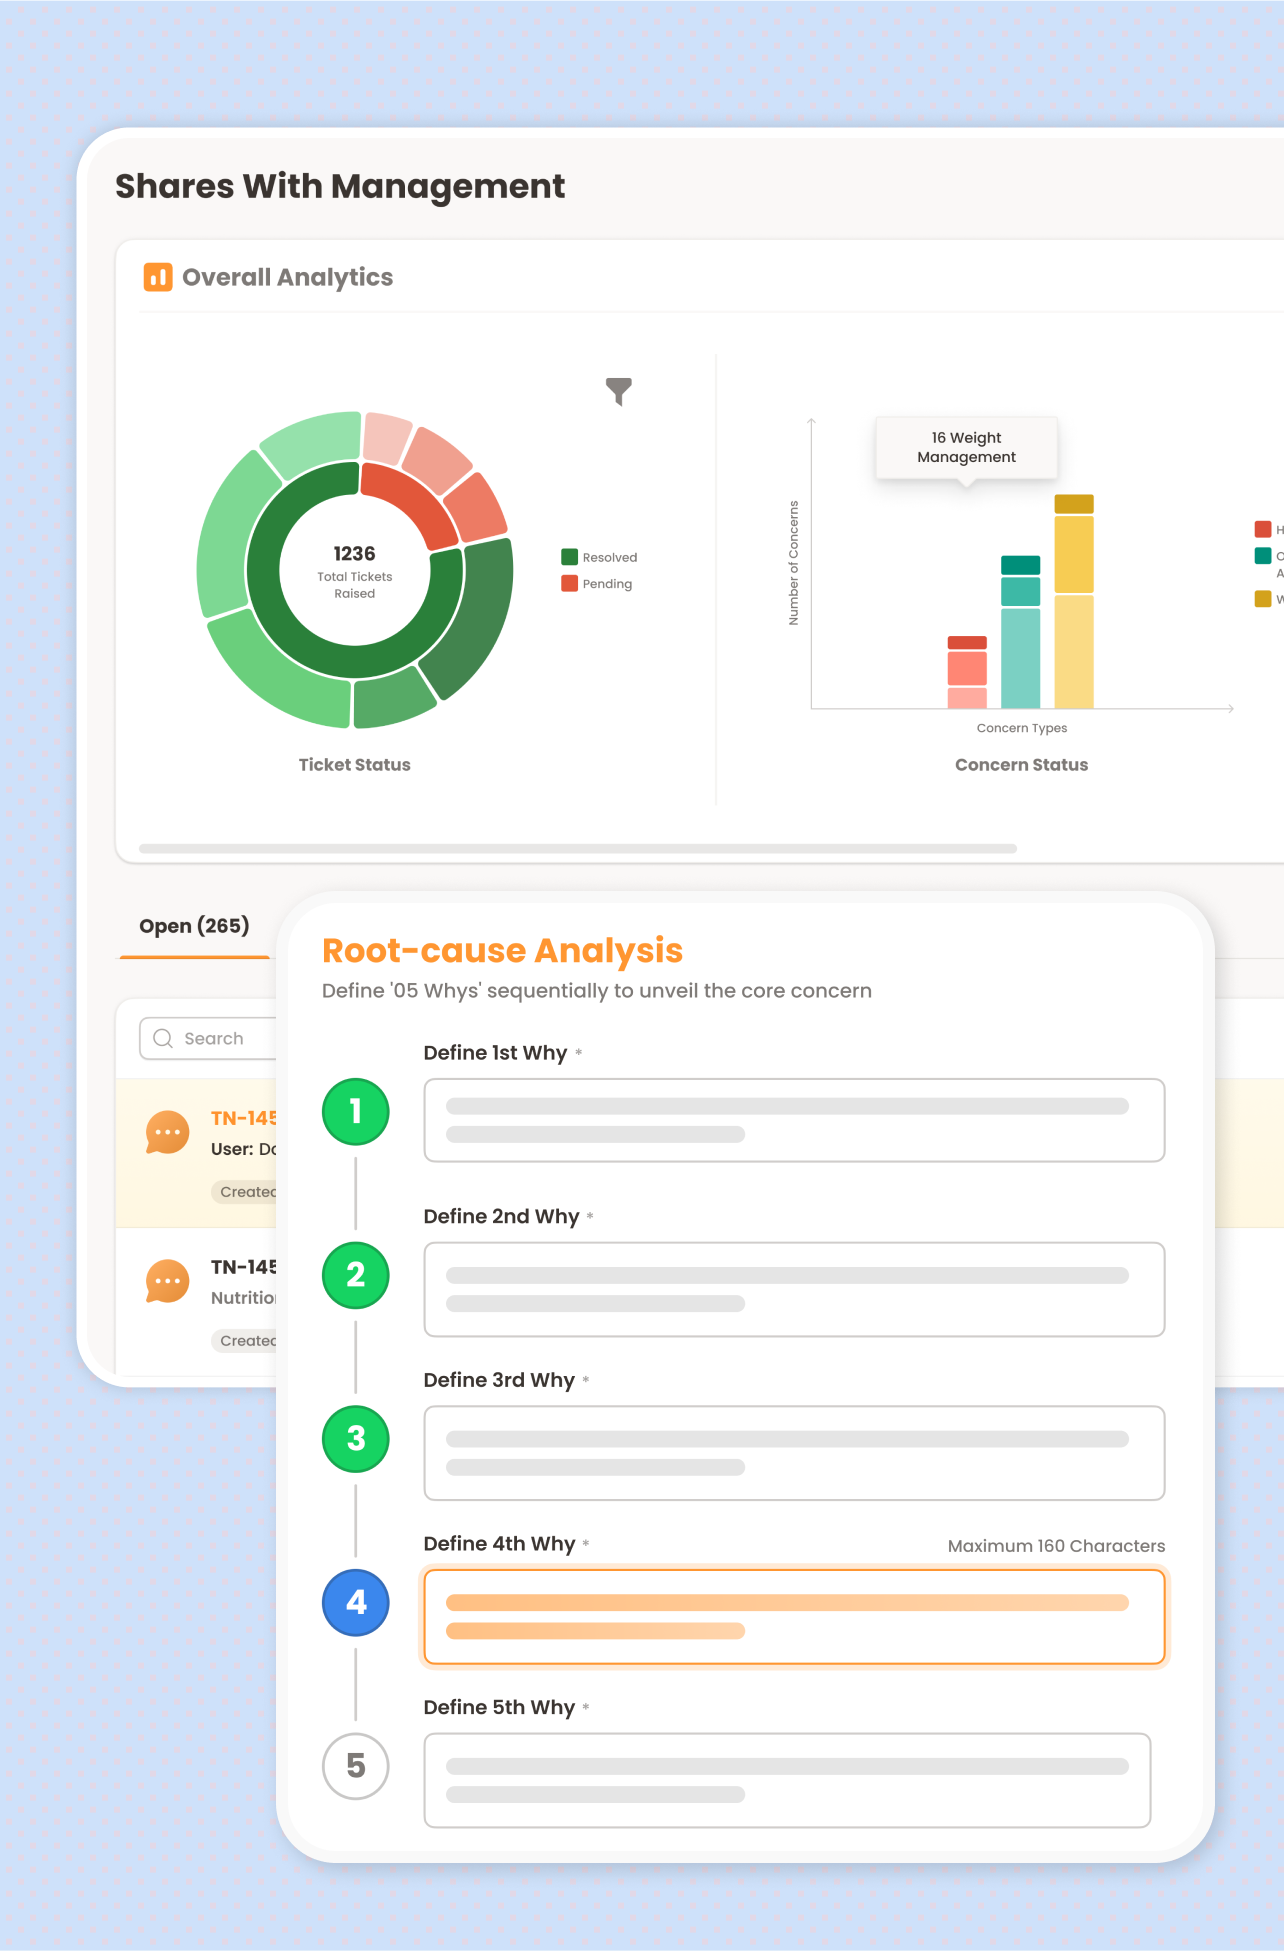 Shares With Management
Overall Analytics
1236
Total Tickets
Raised
Resolved
Pending
Ticket Status
16 Weight
Management
Number of Concerns
Concern Types
Concern Status
H
C
A
W
Open (265)
Search
TN-145
User: Do
Created
TN-145
Nutrition
Created
Root-cause Analysis
Define '05 Whys' sequentially to unveil the core concern
Define 1st Why *
1
Define 2nd Why *
2
Define 3rd Why *
3
Define 4th Why *
Maximum 160 Characters
4
Define 5th Why *
5